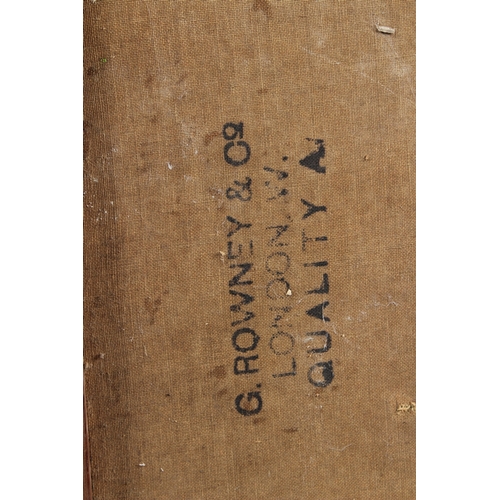 G. ROWNEY & Cº
LONDON. W.
QUALITY A